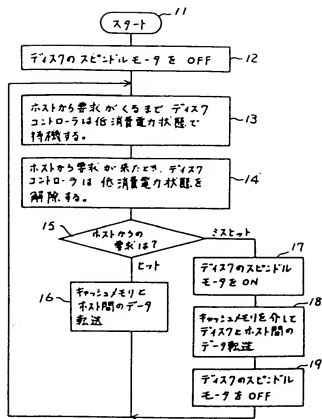 スタート
11
ディスクのスピンドルモータを OFF
12
ホストから要求がくるまで ディスク
コントローラは低消費電力状態で
待機する。
13
ホストから要求が来たとき、ディスク
コントローラは 低消費電力状態を
解除する。
14
15
ホストからの
要求は?
ミスヒット
ヒット
16
キャッシュメモリと
ホスト間のデータ
転送
17
ディスクのスピンドル
モータをON
18
キャッシュメモリを介して
ディスクとホスト間の
データ転送
19
ディスクのスピンドル
モータを OFF